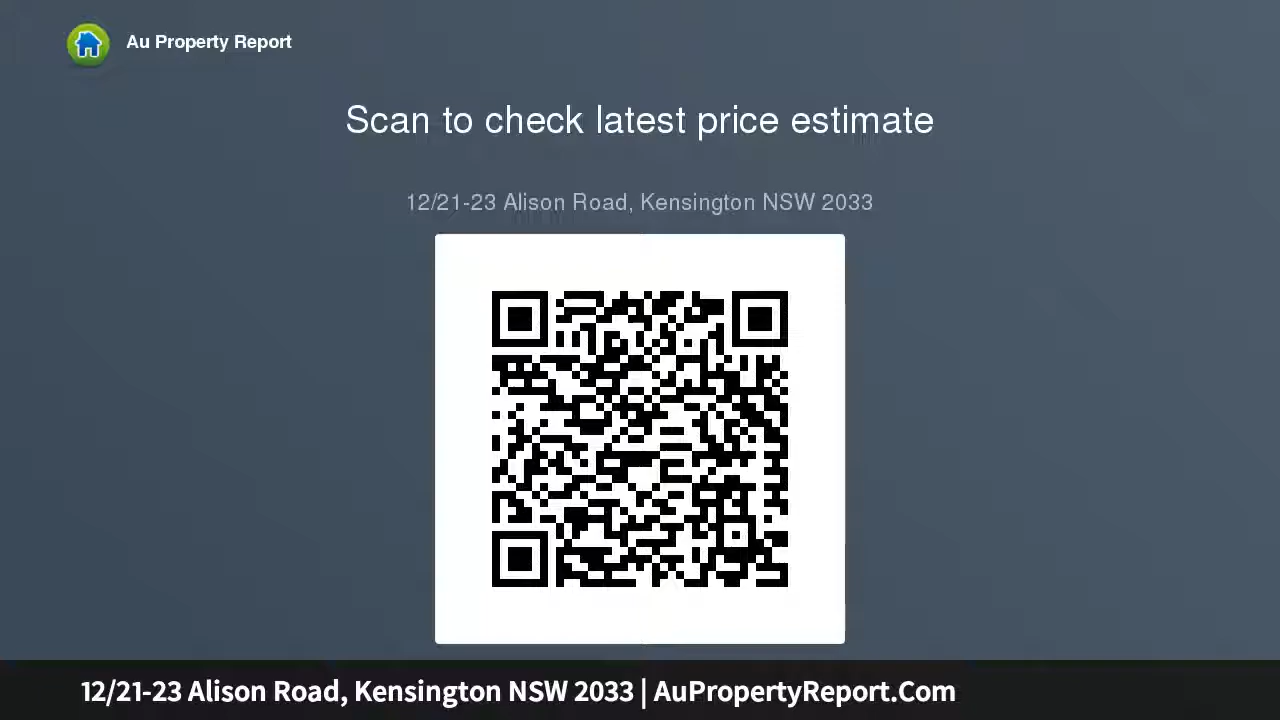 Au Property Report
Scan to check latest price estimate
12/21-23 Alison Road, Kensington NSW 2033
12/21-23 Alison Road, Kensington NSW 2033 | AuPropertyReport.Com